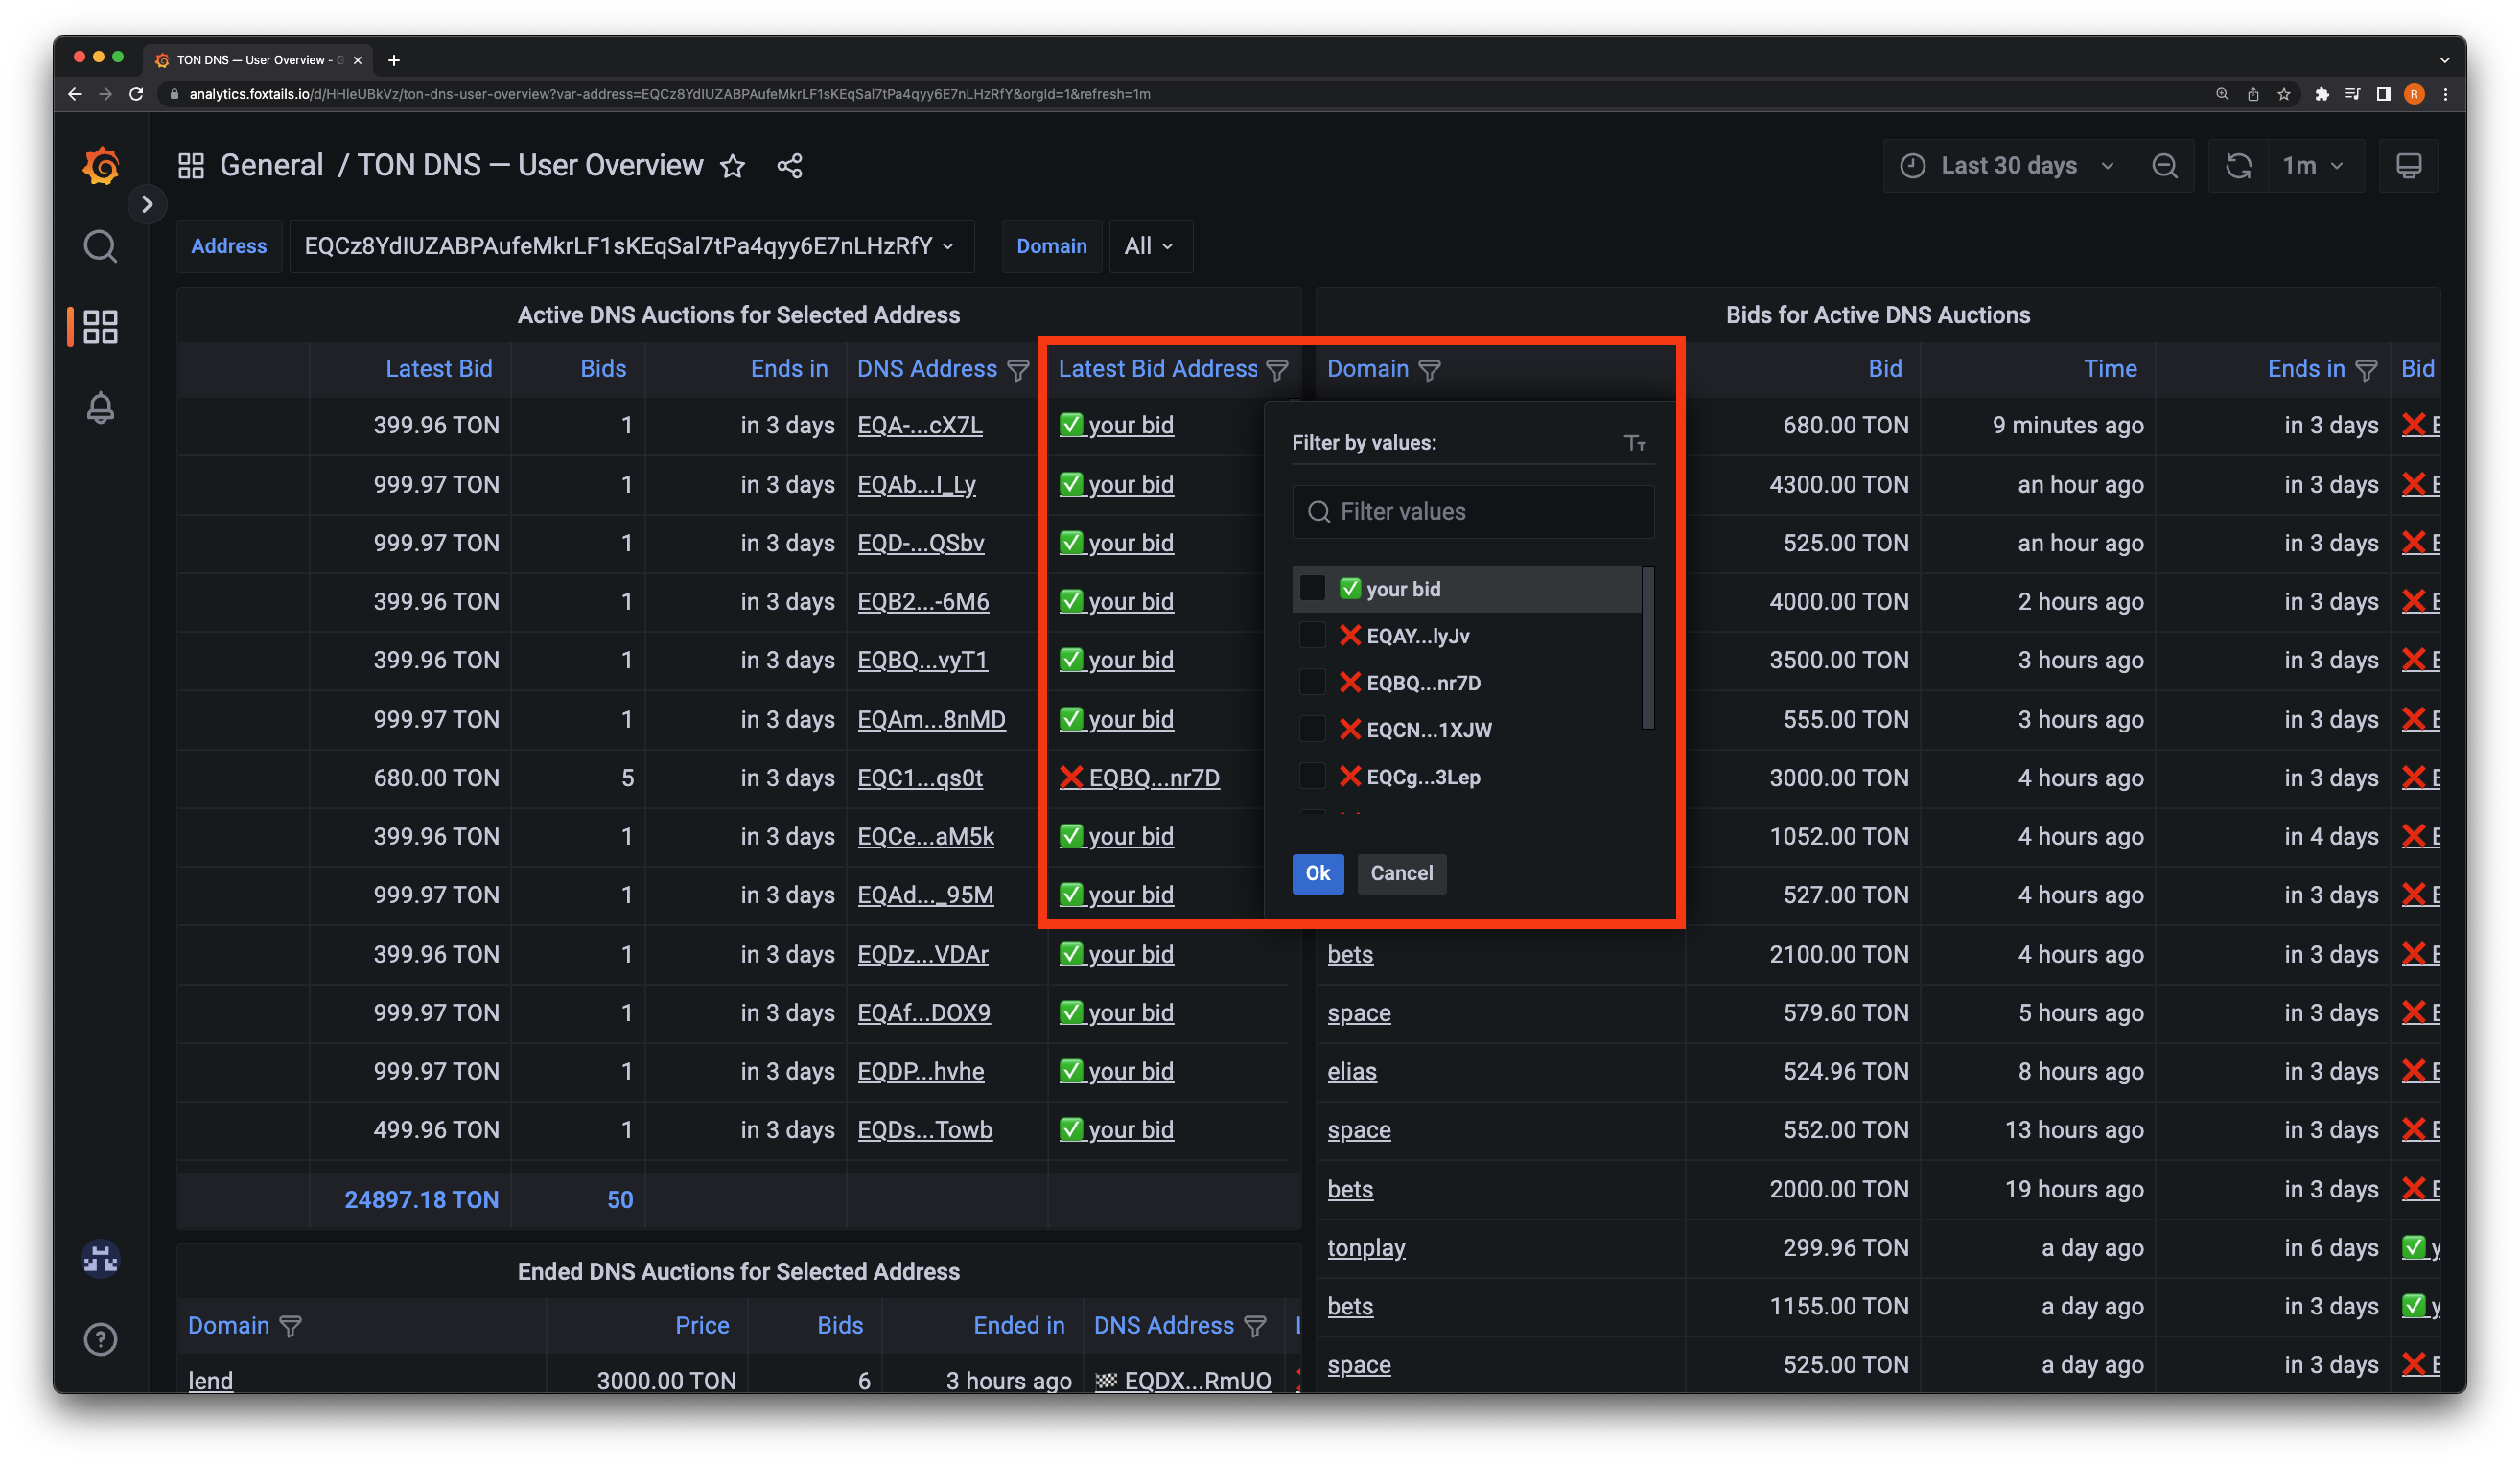 TON DNS — User Overview - G
analytics.foxtails.io/d/HHIeUBkVz/ton-dns-user-overview?var-address=EQCz8YdIUZABPAufeMkrLF1sKEqSal7tPa4qyy6E7nLHzRfY&orgId=1&refresh=1m
R
General / TON DNS — User Overview
Last 30 days
1m
Address EQCz8YdIUZABPAufeMkrLF1sKEqSal7tPa4qyy6E7nLHzRfY
Domain All
Active DNS Auctions for Selected Address
Latest Bid Bids Ends in DNS Address Latest Bid Address
399.96 TON 1 in 3 days EQA-...cX7L ✅ your bid
999.97 TON 1 in 3 days EQAb...I_Ly ✅ your bid
999.97 TON 1 in 3 days EQD-...QSbv ✅ your bid
399.96 TON 1 in 3 days EQB2...-6M6 ✅ your bid
399.96 TON 1 in 3 days EQBQ...vyT1 ✅ your bid
999.97 TON 1 in 3 days EQAm...8nMD ✅ your bid
680.00 TON 5 in 3 days EQC1...qs0t ❌ EQBQ...nr7D
399.96 TON 1 in 3 days EQCe...aM5k ✅ your bid
999.97 TON 1 in 3 days EQAd..._95M ✅ your bid
399.96 TON 1 in 3 days EQDz...VDAr ✅ your bid
999.97 TON 1 in 3 days EQAf...DOX9 ✅ your bid
999.97 TON 1 in 3 days EQDP...hvhe ✅ your bid
499.96 TON 1 in 3 days EQDs...Towb ✅ your bid
24897.18 TON 50
Filter by values:
Filter values
✅ your bid
❌ EQAY...lyJv
❌ EQBQ...nr7D
❌ EQCN...1XJW
❌ EQCg...3Lep
Ok Cancel
Bids for Active DNS Auctions
Domain Bid Time Ends in Bid
680.00 TON 9 minutes ago in 3 days ❌ E
4300.00 TON an hour ago in 3 days ❌ E
525.00 TON an hour ago in 3 days ❌ E
4000.00 TON 2 hours ago in 3 days ❌ E
3500.00 TON 3 hours ago in 3 days ❌ E
555.00 TON 3 hours ago in 3 days ❌ E
3000.00 TON 4 hours ago in 3 days ❌ E
1052.00 TON 4 hours ago in 4 days ❌ E
527.00 TON 4 hours ago in 3 days ❌ E
bets 2100.00 TON 4 hours ago in 3 days ❌ E
space 579.60 TON 5 hours ago in 3 days ❌ E
elias 524.96 TON 8 hours ago in 3 days ❌ E
space 552.00 TON 13 hours ago in 3 days ❌ E
bets 2000.00 TON 19 hours ago in 3 days ❌ E
tonplay 299.96 TON a day ago in 6 days ✅ y
bets 1155.00 TON a day ago in 3 days ✅ y
space 525.00 TON a day ago in 3 days ❌ E
Ended DNS Auctions for Selected Address
Domain Price Bids Ended in DNS Address
lend 3000.00 TON 6 3 hours ago 🏁 EQDX...RmUO